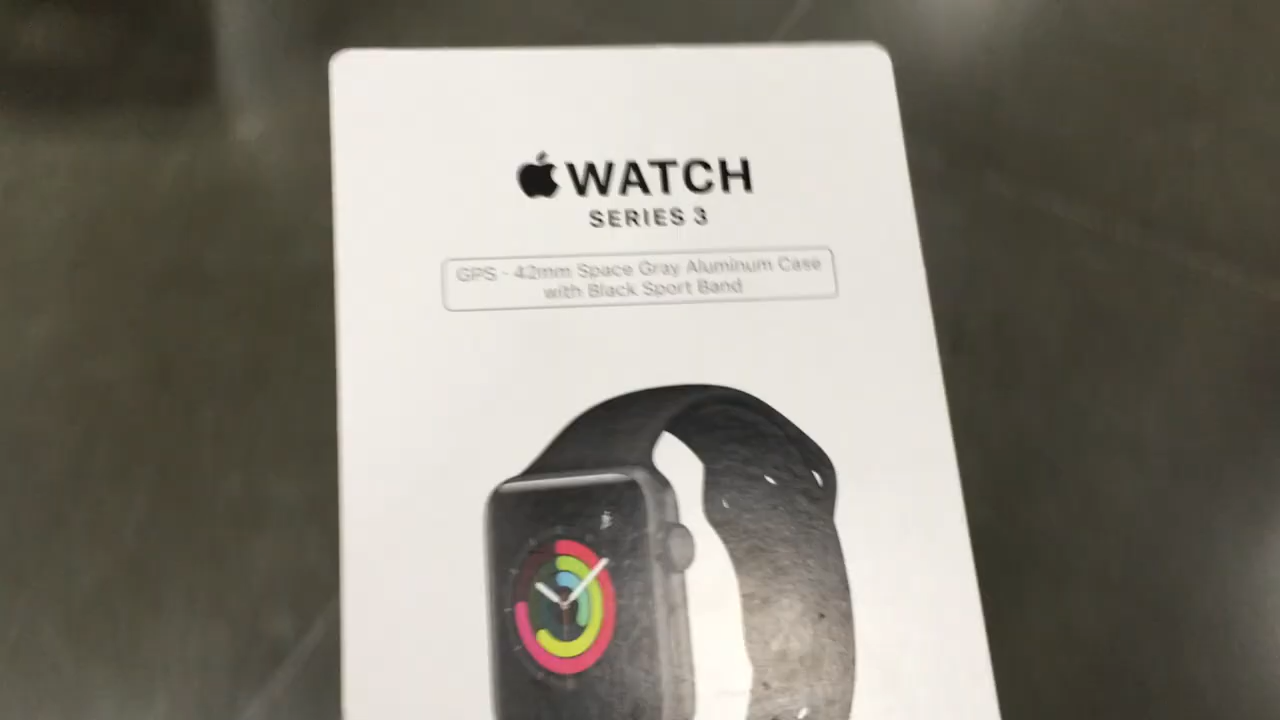 WATCH
SERIES 3
GPS - 42mm Space Gray Aluminum Case
with Black Sport Band